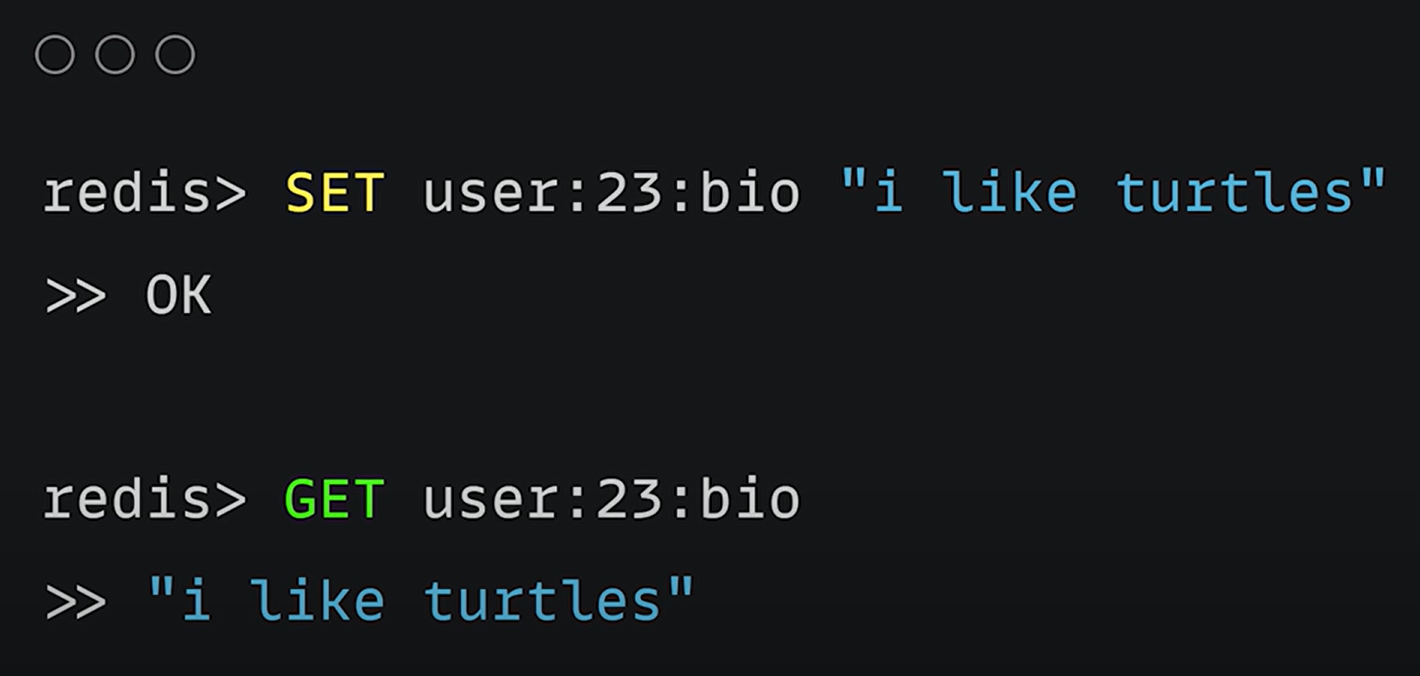 redis> SET user:23:bio "i like turtles"
>> OK
redis> GET user:23:bio
>> "i like turtles"